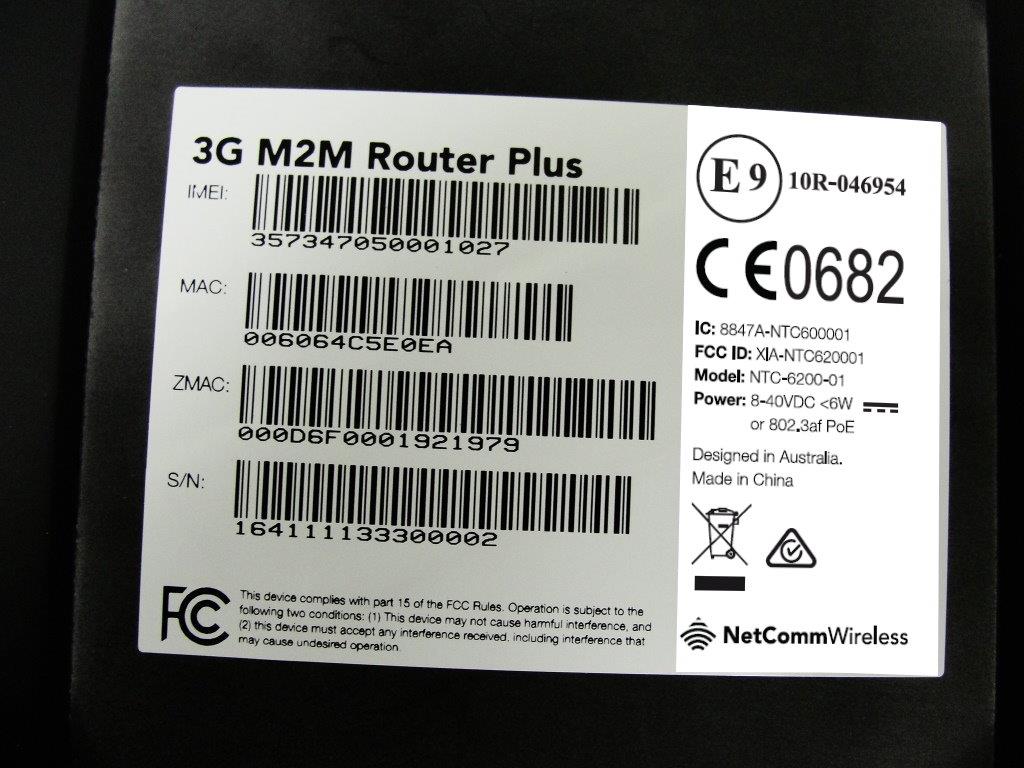 3G M2M Router Plus
IMEI:
357347050001027
MAC:
006064C5E0EA
ZMAC:
000D6F0001921979
S/N:
164111133300002
FC This device complies with part 15 of the FCC Rules. Operation is subject to the
following two conditions: (1) This device may not cause harmful interference, and
(2) this device must accept any interference received, including interference that
may cause undesired operation.
E 9 10R-046954
CE0682
IC: 8847A-NTC600001
FCC ID: XIA-NTC620001
Model: NTC-6200-01
Power: 8-40VDC <6W
or 802.3af PoE
Designed in Australia.
Made in China
NetCommWireless